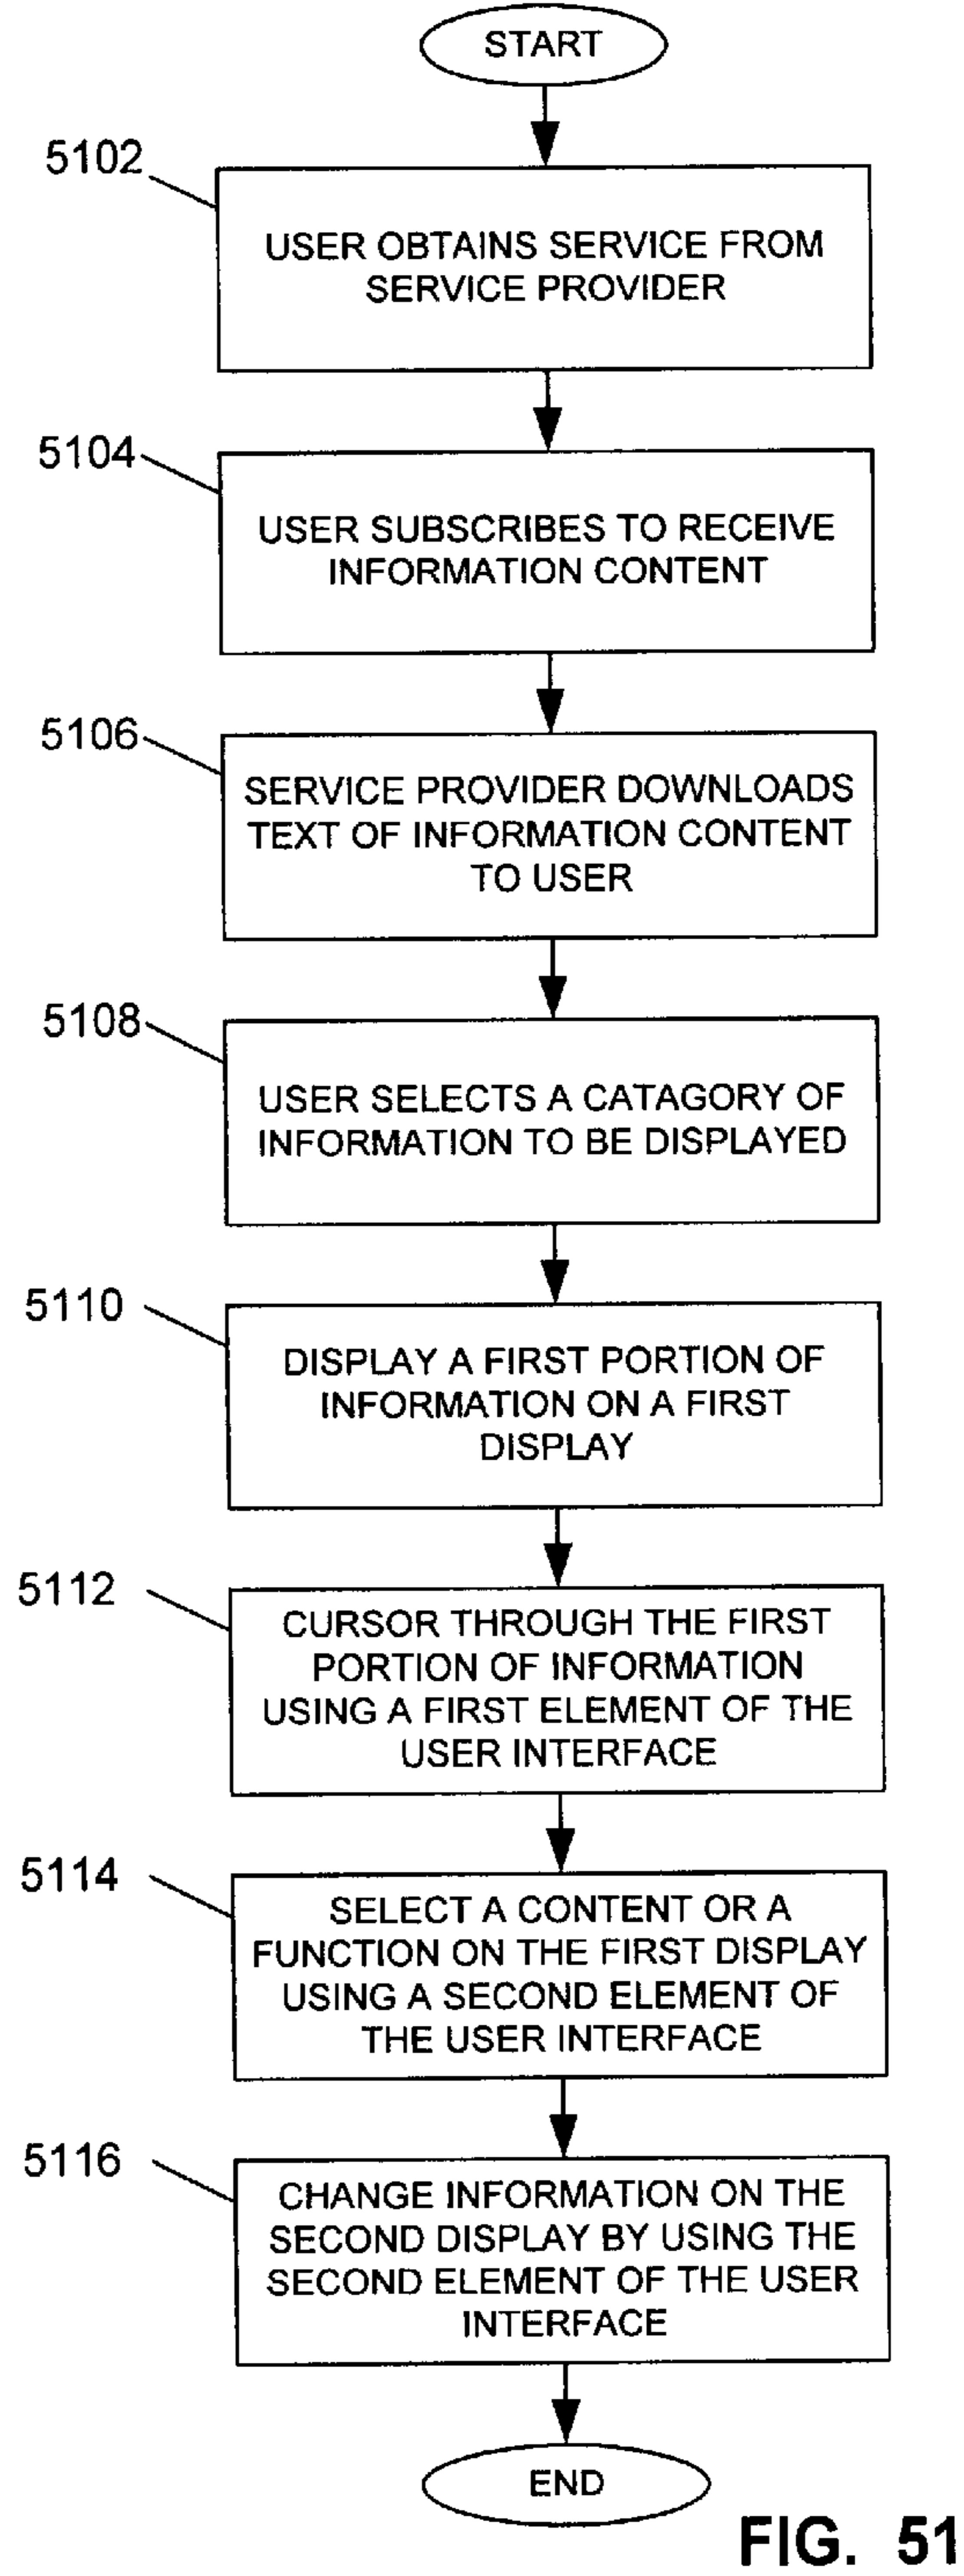 START
5102
USER OBTAINS SERVICE FROM
SERVICE PROVIDER
5104
USER SUBSCRIBES TO RECEIVE
INFORMATION CONTENT
5106
SERVICE PROVIDER DOWNLOADS
TEXT OF INFORMATION CONTENT
TO USER
5108
USER SELECTS A CATAGORY OF
INFORMATION TO BE DISPLAYED
5110
DISPLAY A FIRST PORTION OF
INFORMATION ON A FIRST
DISPLAY
5112
CURSOR THROUGH THE FIRST
PORTION OF INFORMATION
USING A FIRST ELEMENT OF THE
USER INTERFACE
5114
SELECT A CONTENT OR A
FUNCTION ON THE FIRST DISPLAY
USING A SECOND ELEMENT OF
THE USER INTERFACE
5116
CHANGE INFORMATION ON THE
SECOND DISPLAY BY USING THE
SECOND ELEMENT OF THE USER
INTERFACE
END
FIG. 51